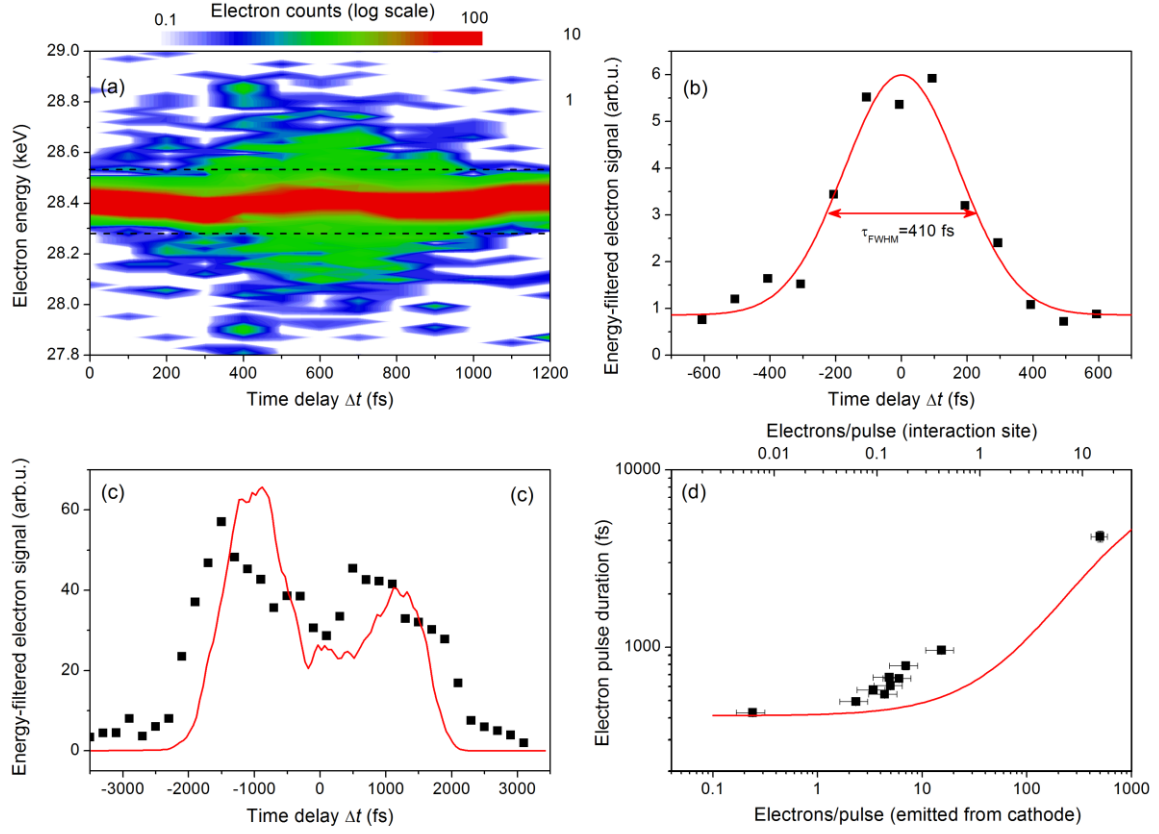 Electron counts (log scale)
0.1
100
10
1
(a)
29.0
28.8
28.6
28.4
28.2
28.0
27.8
Electron energy (keV)
0 200 400 600 800 1000 1200
Time delay Δt (fs)
(b)
6
5
4
3
2
1
0
Energy-filtered electron signal (arb.u.)
τFWHM=410 fs
-600 -400 -200 0 200 400 600
Time delay Δt (fs)
(c)
(c)
60
40
20
0
Energy-filtered electron signal (arb.u.)
-3000 -2000 -1000 0 1000 2000 3000
Time delay Δt (fs)
Electrons/pulse (interaction site)
0.01 0.1 1 10
(d)
10000
1000
Electron pulse duration (fs)
0.1 1 10 100 1000
Electrons/pulse (emitted from cathode)